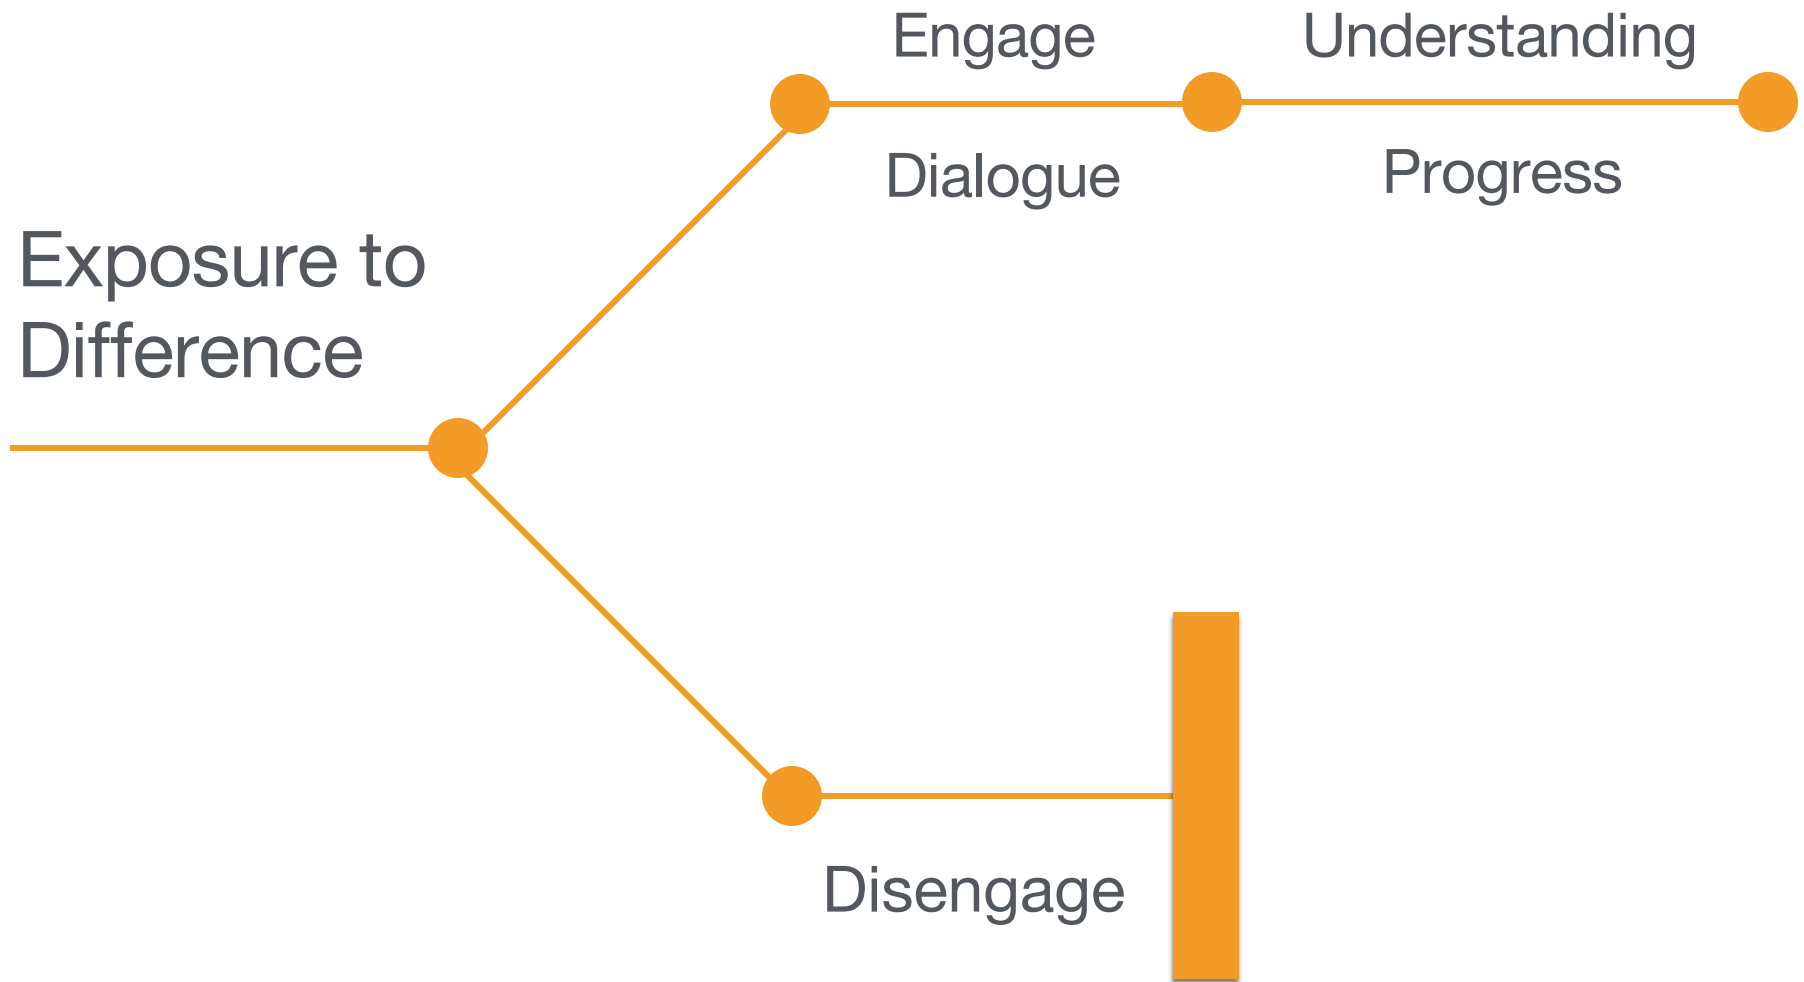 Exposure to
Difference
Engage
Dialogue
Understanding
Progress
Disengage